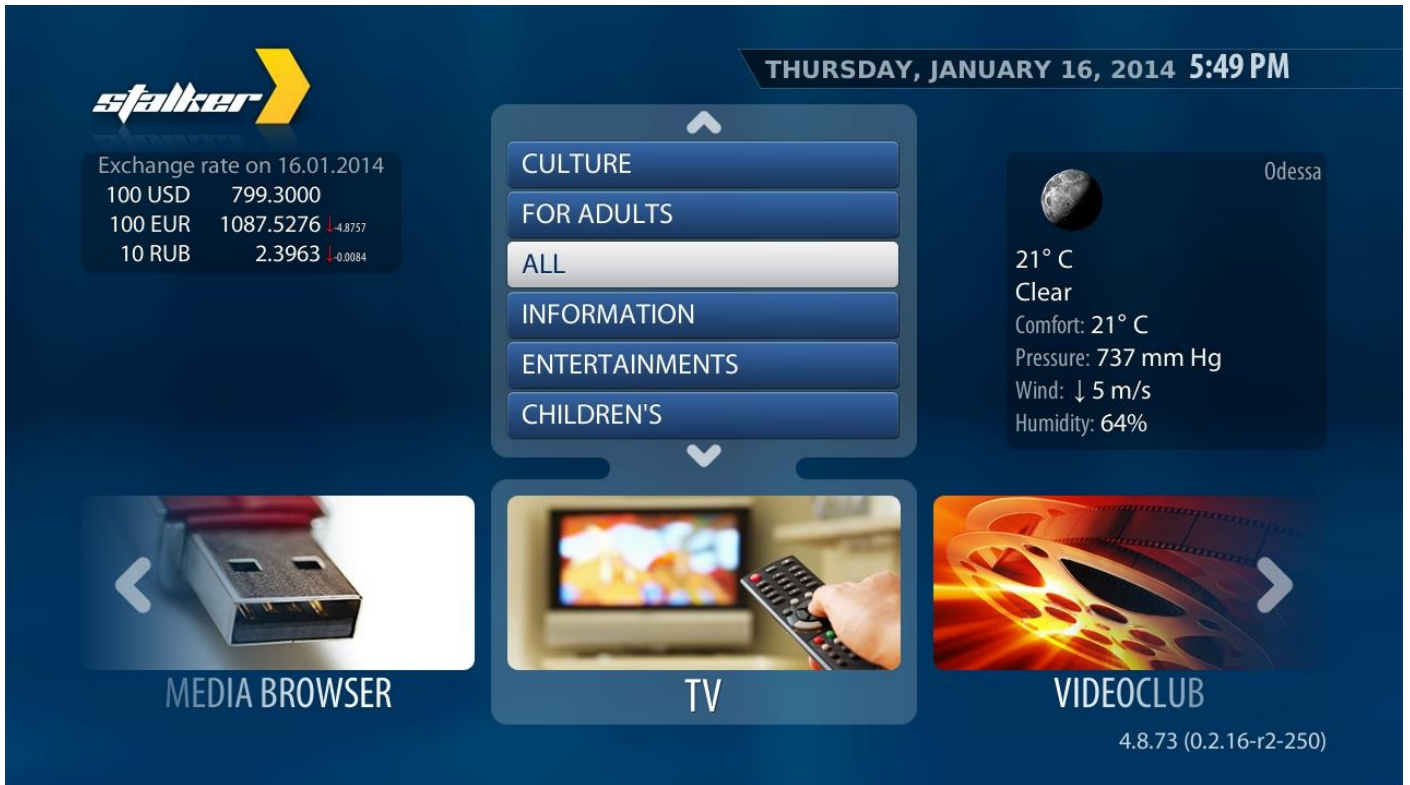 stalker
THURSDAY, JANUARY 16, 2014 5:49 PM
Exchange rate on 16.01.2014
100 USD 799.3000
100 EUR 1087.5276 ↓-4.8757
10 RUB 2.3963 ↓-0.0084
CULTURE
FOR ADULTS
ALL
INFORMATION
ENTERTAINMENTS
CHILDREN'S
Odessa
21° C
Clear
Comfort: 21° C
Pressure: 737 mm Hg
Wind: ↓ 5 m/s
Humidity: 64%
MEDIA BROWSER
TV
VIDEOCLUB
4.8.73 (0.2.16-r2-250)